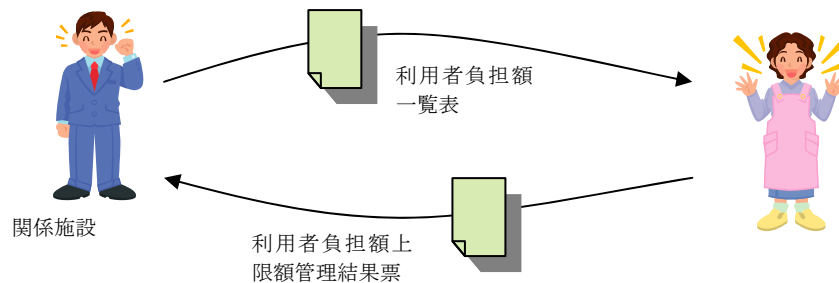 利用者負担額
一覧表
関係施設
利用者負担額上
限額管理結果票